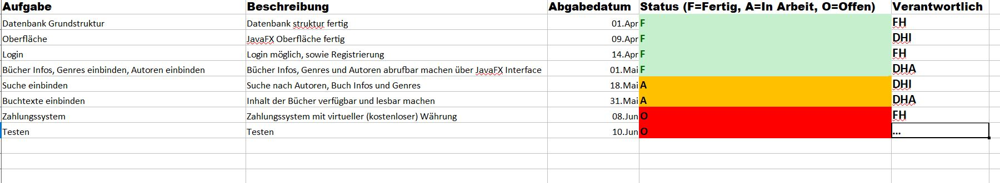 Aufgabe Beschreibung Abgabedatum Status (F=Fertig, A=In Arbeit, O=Offen) Verantwortlich
Datenbank Grundstruktur Datenbank struktur fertig 01.Apr F FH
Oberfläche JavaFX Oberfläche fertig 09.Apr F DHI
Login Login möglich, sowie Registrierung 14.Apr F FH
Bücher Infos, Genres einbinden, Autoren einbinden Bücher Infos, Genres und Autoren abrufbar machen über JavaFX Interface 01.Mai F DHA
Suche einbinden Suche nach Autoren, Buch Infos und Genres 18.Mai A DHI
Buchtexte einbinden Inhalt der Bücher verfügbar und lesbar machen 31.Mai A DHA
Zahlungssystem Zahlungssystem mit virtueller (kostenloser) Währung 08.Jun O FH
Testen Testen 10.Jun O ...